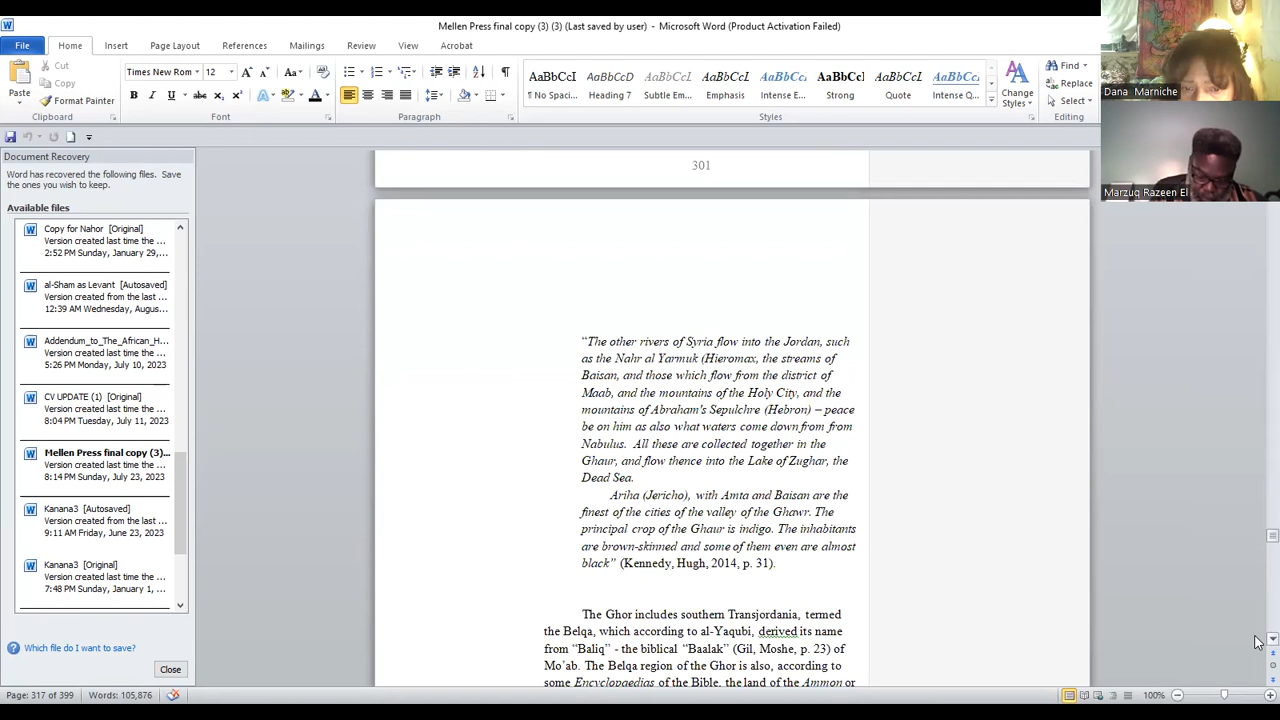 Mellen Press final copy (3) (3) (Last saved by user) - Microsoft Word (Product Activation Failed)
File Home Insert Page Layout References Mailings Review View Acrobat
Paste
Cut
Copy
Format Painter
Clipboard
Times New Rom 12
Font
Paragraph
AaBbCcI AaBbCcD AaBbCcI AaBbCcI AaBbCcI AaBbCcI AaBbCcI AaBbCcI
¶ No Spaci... Heading 7 Subtle Em... Emphasis Intense E... Strong Quote Intense Q...
Styles
Change
Styles
Find
Replace
Select
Editing
Dana Marniche
Marzuq Razeen El
Document Recovery
Word has recovered the following files. Save
the ones you wish to keep.
Available files
Copy for Nahor [Original]
Version created last time the ...
2:52 PM Sunday, January 29,...
al-Sham as Levant [Autosaved]
Version created from the last ...
12:39 AM Wednesday, Augus...
Addendum_to_The_African_H...
Version created last time the ...
5:26 PM Monday, July 10, 2023
CV UPDATE (1) [Original]
Version created last time the ...
8:04 PM Tuesday, July 11, 2023
Mellen Press final copy (3)...
Version created last time the ...
8:14 PM Sunday, July 23, 2023
Kanana3 [Autosaved]
Version created from the last ...
9:11 AM Friday, June 23, 2023
Kanana3 [Original]
Version created last time the ...
7:48 PM Sunday, January 1, ...
Which file do I want to save?
Close
301
“The other rivers of Syria flow into the Jordan, such
as the Nahr al Yarmuk (Hieromax, the streams of
Baisan, and those which flow from the district of
Maab, and the mountains of the Holy City, and the
mountains of Abraham's Sepulchre (Hebron) – peace
be on him as also what waters come down from from
Nabulus. All these are collected together in the
Ghaur, and flow thence into the Lake of Zughar, the
Dead Sea.
Ariha (Jericho), with Amta and Baisan are the
finest of the cities of the valley of the Ghawr. The
principal crop of the Ghaur is indigo. The inhabitants
are brown-skinned and some of them even are almost
black” (Kennedy, Hugh, 2014, p. 31).
The Ghor includes southern Transjordania, termed
the Belqa, which according to al-Yaqubi, derived its name
from “Baliq” - the biblical “Baalak” (Gil, Moshe, p. 23) of
Mo’ab. The Belqa region of the Ghor is also, according to
some Encyclopaedias of the Bible, the land of the Ammon or
Page: 317 of 399 Words: 105,876
100%